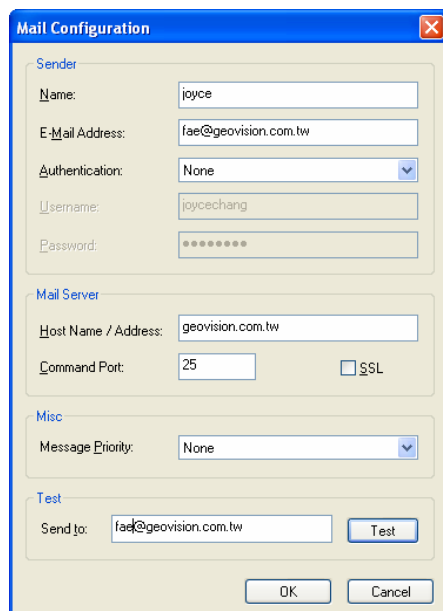 Mail Configuration
Sender
Name: joyce
E-Mail Address: fae@geovision.com.tw
Authentication: None
Username: joycechang
Password: ●●●●●●●●
Mail Server
Host Name / Address: geovision.com.tw
Command Port: 25 SSL
Misc
Message Priority: None
Test
Send to: fae@geovision.com.tw Test
OK Cancel